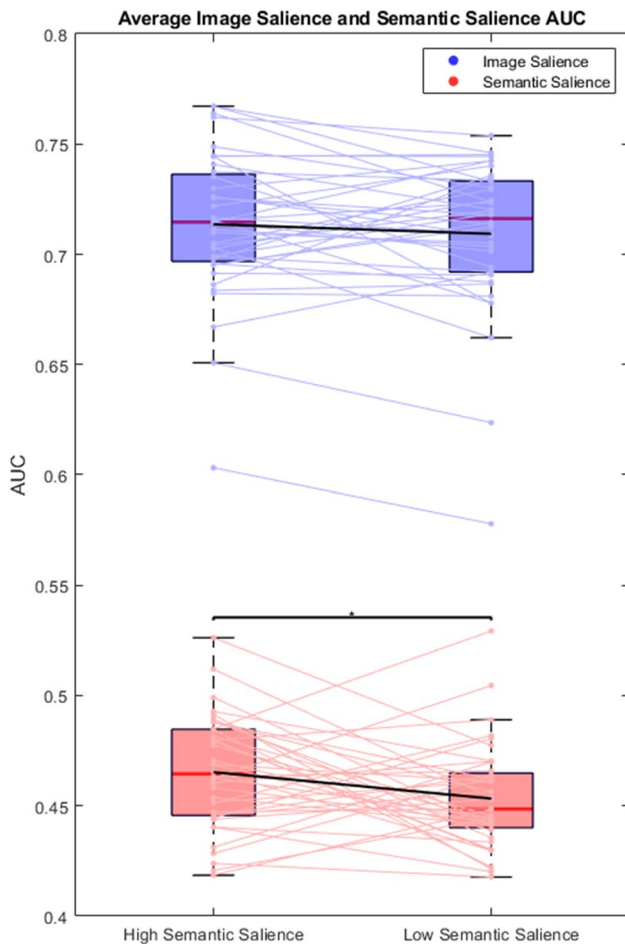 Average Image Salience and Semantic Salience AUC
0.8
Image Salience
Semantic Salience
0.75
0.7
0.65
AUC
0.6
0.55
*
0.5
0.45
0.4
High Semantic Salience
Low Semantic Salience